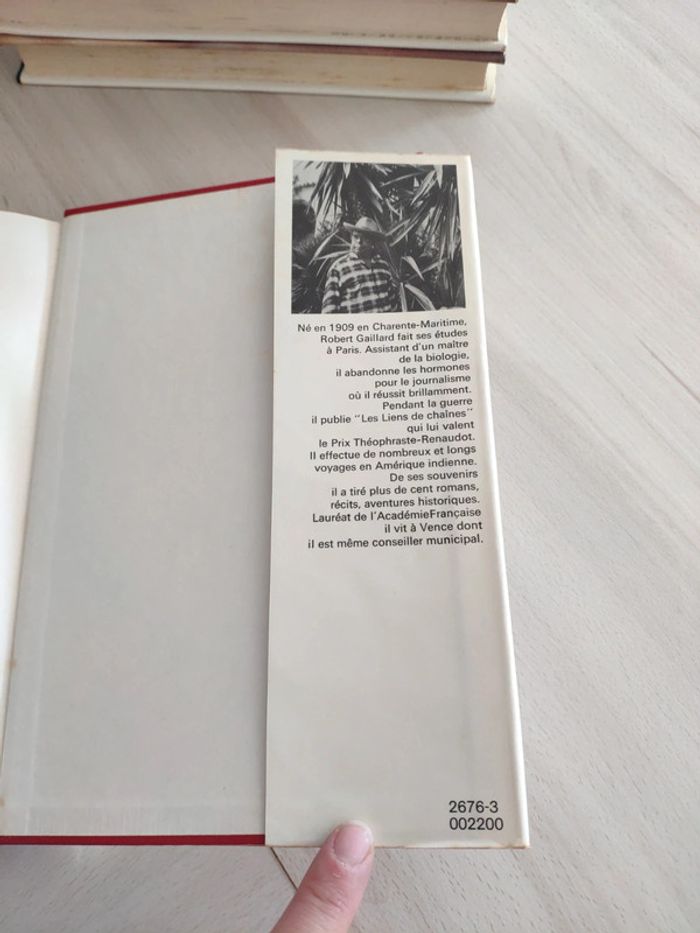 Né en 1909 en Charente-Maritime,
Robert Gaillard fait ses études
à Paris. Assistant d'un maître
de la biologie,
il abandonne les hormones
pour le journalisme
où il réussit brillamment.
Pendant la guerre
il publie "Les Liens de chaînes"
qui lui valent
le Prix Théophraste-Renaudot.
Il effectue de nombreux et longs
voyages en Amérique indienne.
De ses souvenirs
il a tiré plus de cent romans,
récits, aventures historiques.
Lauréat de l'AcadémieFrançaise
il vit à Vence dont
il est même conseiller municipal.
2676-3
002200